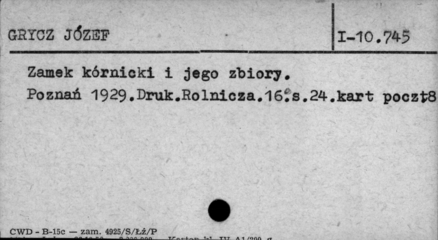 GRYCZ JÓZEF
I-10.745
Zamek kórnicki i jego zbiory.
Poznań 1929.Druk.Rolnicza.16°s.24.kart poczt8
CWD - B-15c — zam. 4925/S/Łź/P